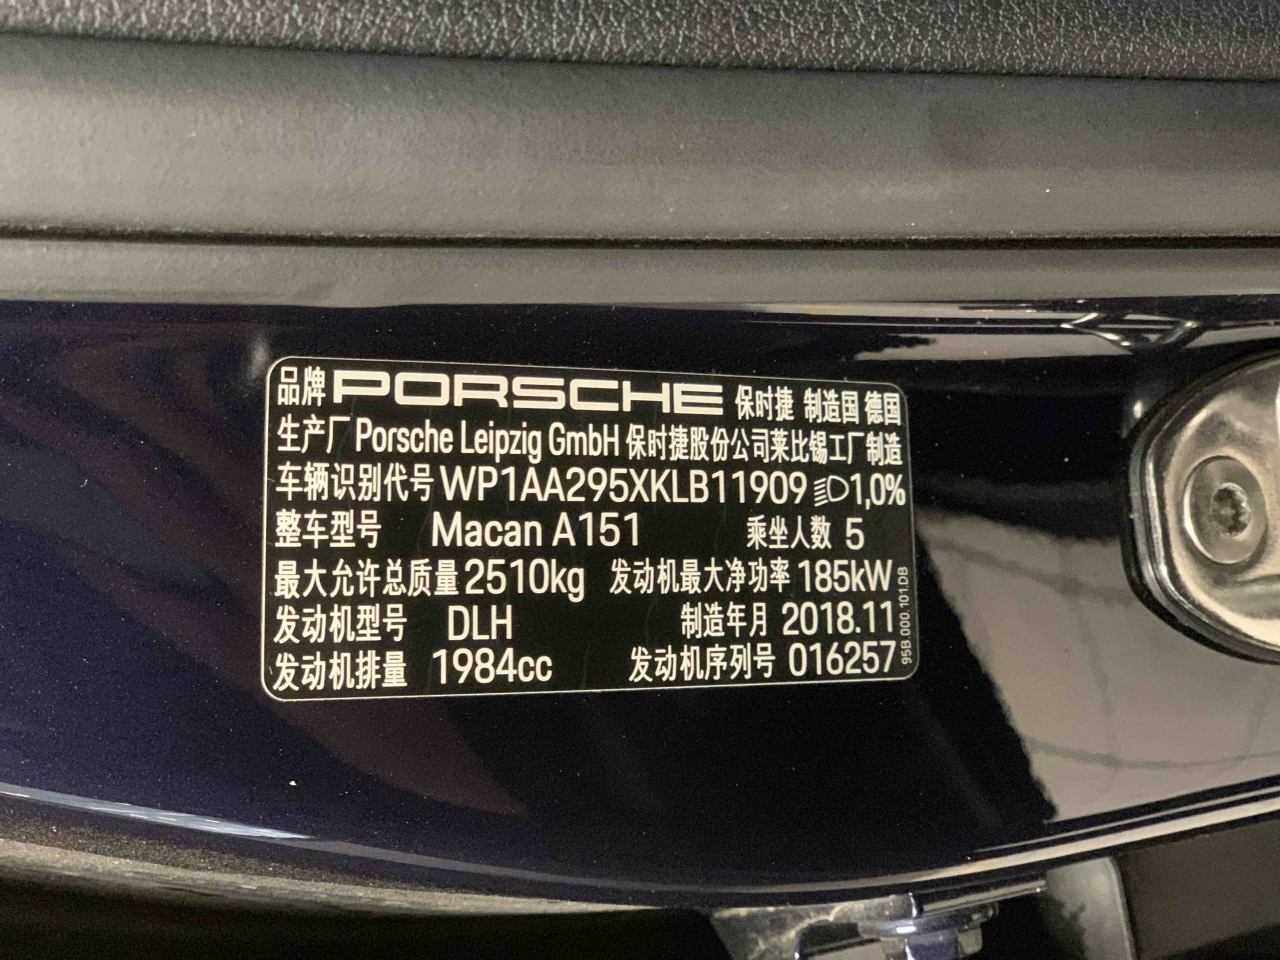 品牌 PORSCHE 保时捷 制造国 德国
生产厂 Porsche Leipzig GmbH 保时捷股份公司莱比锡工厂制造
车辆识别代号 WP1AA295XKLB11909 1,0%
整车型号 Macan A151 乘坐人数 5
最大允许总质量 2510kg 发动机最大净功率 185kW
发动机型号 DLH 制造年月 2018.11
发动机排量 1984cc 发动机序列号 016257
95B.000.101.DB